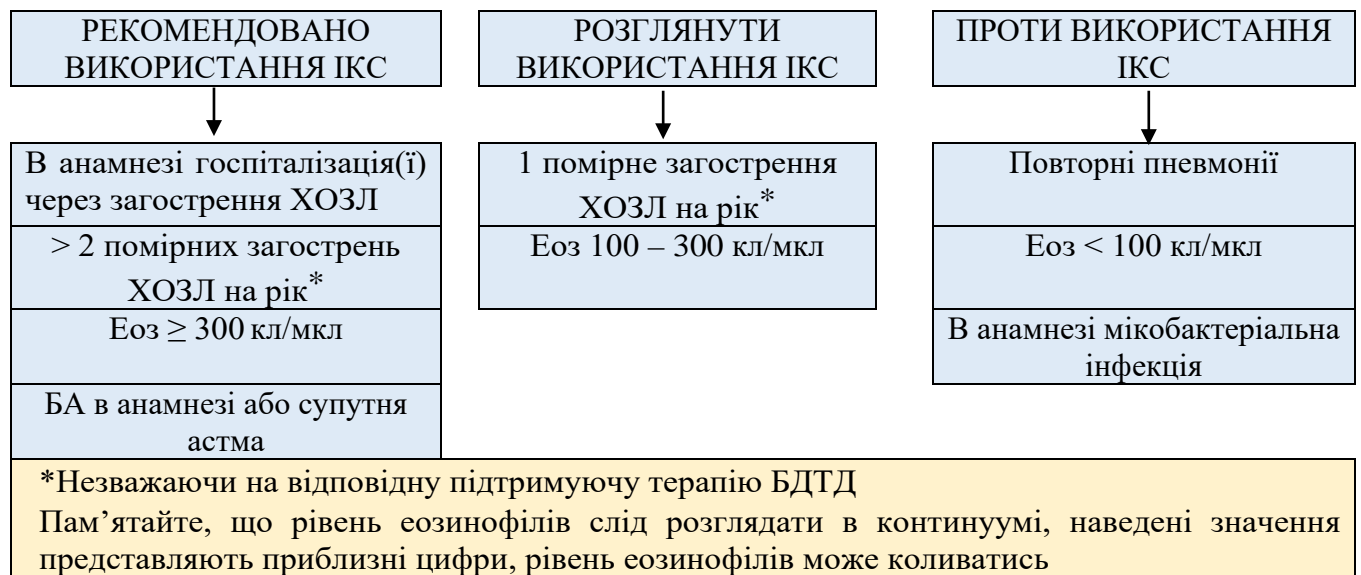 РЕКОМЕНДОВАНО
ВИКОРИСТАННЯ ІКС
В анамнезі госпіталізація(ї)
через загострення ХОЗЛ
> 2 помірних загострень
ХОЗЛ на рік*
Еоз ≥ 300 кл/мкл
БА в анамнезі або супутня
астма
РОЗГЛЯНУТИ
ВИКОРИСТАННЯ ІКС
1 помірне загострення
ХОЗЛ на рік*
Еоз 100 – 300 кл/мкл
ПРОТИ ВИКОРИСТАННЯ
ІКС
Повторні пневмонії
Еоз < 100 кл/мкл
В анамнезі мікобактеріальна
інфекція
*Незважаючи на відповідну підтримуючу терапію БДТД
Пам’ятайте, що рівень еозинофілів слід розглядати в континуумі, наведені значення
представляють приблизні цифри, рівень еозинофілів може коливатись